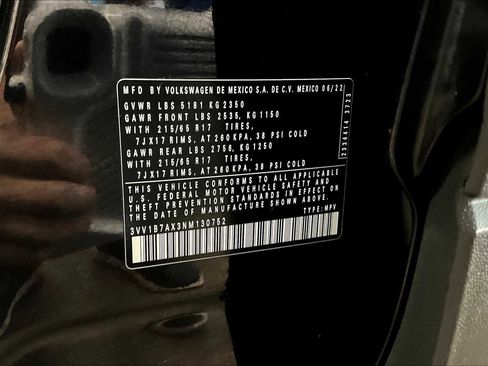 MFD BY VOLKSWAGEN DE MEXICO S.A. DE C.V. MEXICO 06/22
GVWR LBS 5181 KG 2350
GAWR FRONT LBS 2535, KG 1150
WITH 215/65 R17 TIRES,
7JX17 RIMS, AT 260 KPA, 38 PSI COLD
GAWR REAR LBS 2756, KG 1250
WITH 215/65 R17 TIRES,
7JX17 RIMS, AT 260 KPA, 38 PSI COLD
THIS VEHICLE CONFORMS TO ALL APPLICABLE
U.S. FEDERAL MOTOR VEHICLE SAFETY AND
THEFT PREVENTION STANDARDS IN EFFECT ON
THE DATE OF MANUFACTURE SHOWN ABOVE.
3VV1B7AX3NM130752 TYPE: MPV
2334414 3723